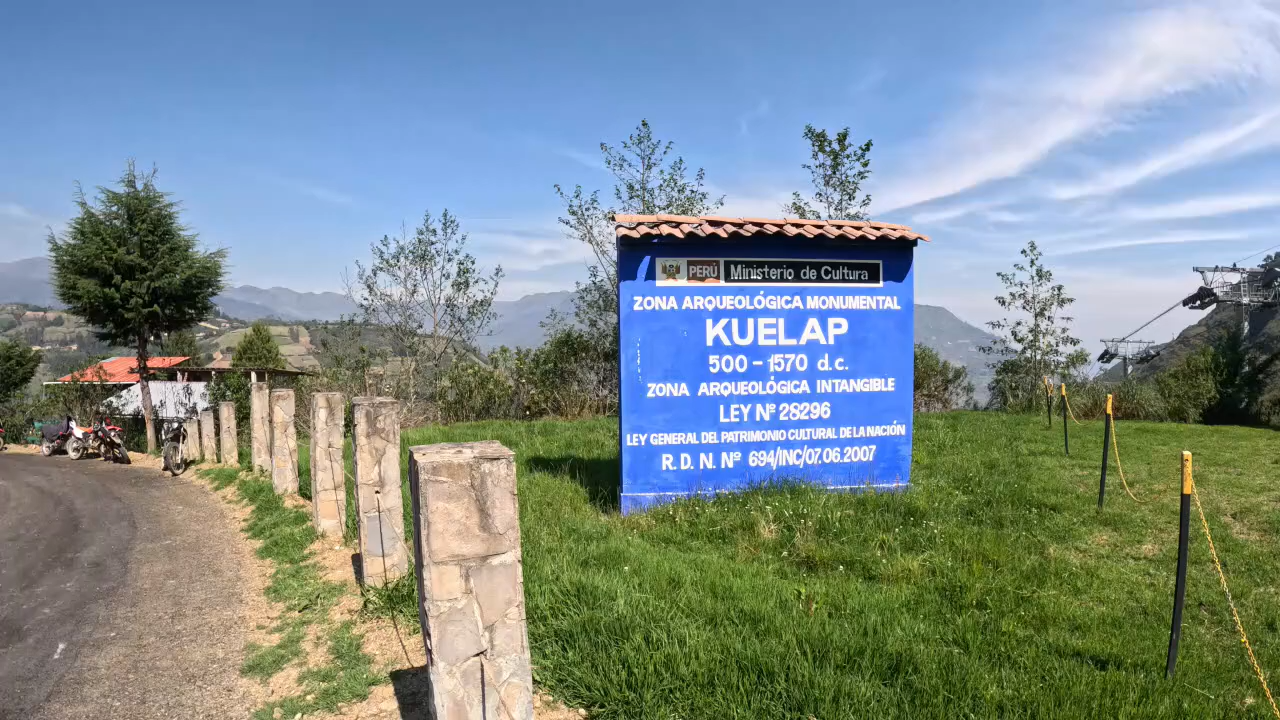 PERÚ Ministerio de Cultura
ZONA ARQUEOLÓGICA MONUMENTAL
KUELAP
500 - 1570 d.c.
ZONA ARQUEOLÓGICA INTANGIBLE
LEY Nº 28296
LEY GENERAL DEL PATRIMONIO CULTURAL DE LA NACIÓN
R. D. N. Nº 694/INC/07.06.2007